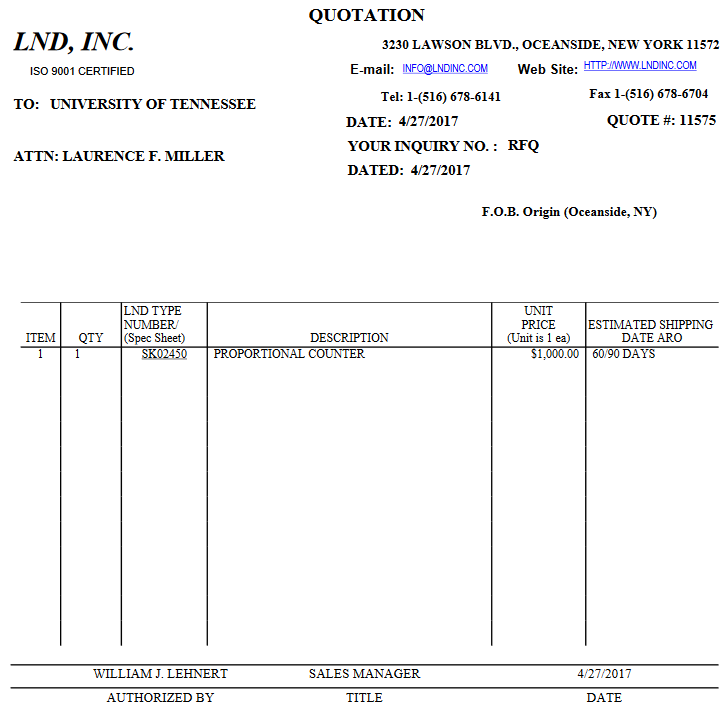 QUOTATION
LND, INC.
3230 LAWSON BLVD., OCEANSIDE, NEW YORK 11572
ISO 9001 CERTIFIED
E-mail: INFO@LNDINC.COM Web Site: HTTP://WWW.LNDINC.COM
Tel: 1-(516) 678-6141 Fax 1-(516) 678-6704
TO: UNIVERSITY OF TENNESSEE
DATE: 4/27/2017 QUOTE #: 11575
YOUR INQUIRY NO. : RFQ
ATTN: LAURENCE F. MILLER
DATED: 4/27/2017
F.O.B. Origin (Oceanside, NY)
ITEM
QTY
LND TYPE
NUMBER/
(Spec Sheet)
DESCRIPTION
UNIT
PRICE
(Unit is 1 ea)
ESTIMATED SHIPPING
DATE ARO
1 1 SK02450 PROPORTIONAL COUNTER $1,000.00 60/90 DAYS
WILLIAM J. LEHNERT SALES MANAGER 4/27/2017
AUTHORIZED BY TITLE DATE